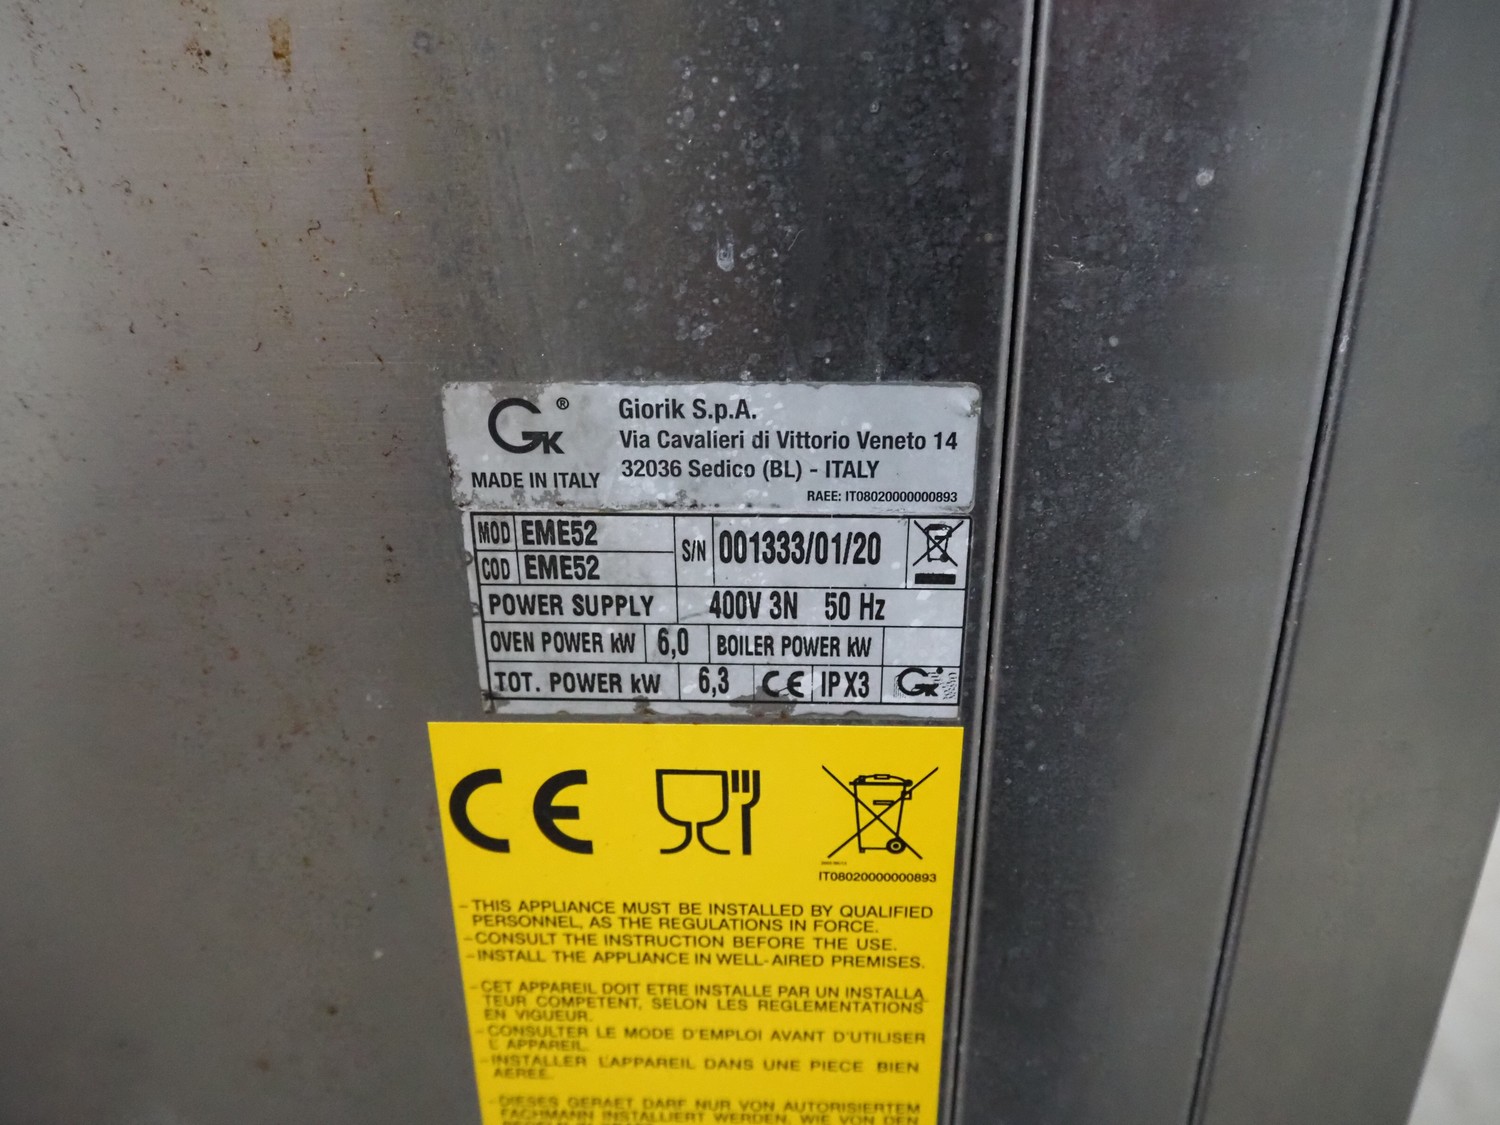 GK ®
MADE IN ITALY
Giorik S.p.A.
Via Cavalieri di Vittorio Veneto 14
32036 Sedico (BL) - ITALY
RAEE: IT08020000000893
MOD EME52
COD EME52
S/N 001333/01/20
POWER SUPPLY 400V 3N 50 Hz
OVEN POWER kW 6,0 BOILER POWER kW
TOT. POWER kW 6,3 CE IPX3 GK
CE
IT08020000000893
-THIS APPLIANCE MUST BE INSTALLED BY QUALIFIED
PERSONNEL, AS THE REGULATIONS IN FORCE.
-CONSULT THE INSTRUCTION BEFORE THE USE.
-INSTALL THE APPLIANCE IN WELL-AIRED PREMISES.
-CET APPAREIL DOIT ETRE INSTALLE PAR UN INSTALLA
TEUR COMPETENT, SELON LES REGLEMENTATIONS
EN VIGUEUR.
-CONSULTER LE MODE D'EMPLOI AVANT D'UTILISER
L'APPAREIL.
-INSTALLER L'APPAREIL DANS UNE PIECE BIEN
AEREE.
-DIESES GERAET DARF NUR VON AUTORISIERTEM
FACHMANN INSTALLIERT WERDEN, WIE VON DEN